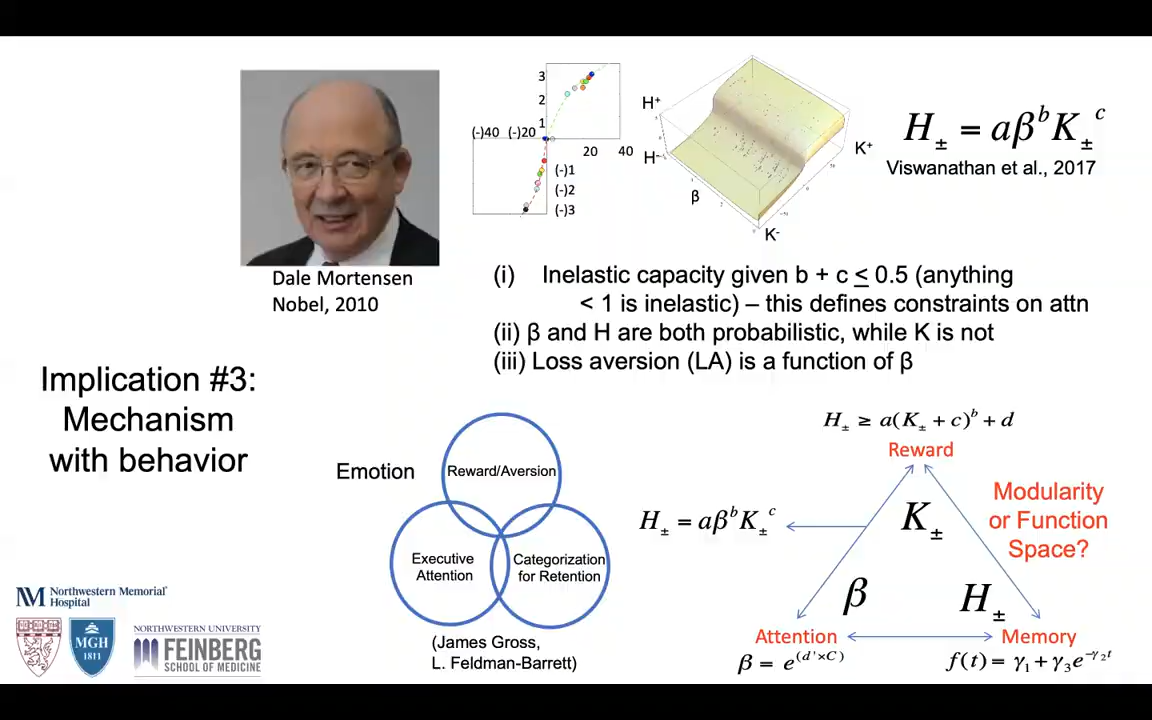 3
2
1
(-)40 (-)20
20 40
(-)1
(-)2
(-)3
H⁺
H⁻
β
K⁺
K⁻
H± = aβᵇK±ᶜ
Viswanathan et al., 2017
Dale Mortensen
Nobel, 2010
(i) Inelastic capacity given b + c ≤ 0.5 (anything
< 1 is inelastic) – this defines constraints on attn
(ii) β and H are both probabilistic, while K is not
(iii) Loss aversion (LA) is a function of β
Implication #3:
Mechanism
with behavior
Emotion
Reward/Aversion
Executive
Attention
Categorization
for Retention
(James Gross,
L. Feldman-Barrett)
H± ≥ a(K± + c)ᵇ + d
Reward
K±
H± = aβᵇK±ᶜ
Modularity
or Function
Space?
β
H±
Attention
Memory
β = e^(d'×C)
f(t) = γ₁ + γ₃e^(-γ₂t)
NM Northwestern Memorial®
Hospital
MGH
1811
NORTHWESTERN UNIVERSITY
FEINBERG
SCHOOL OF MEDICINE